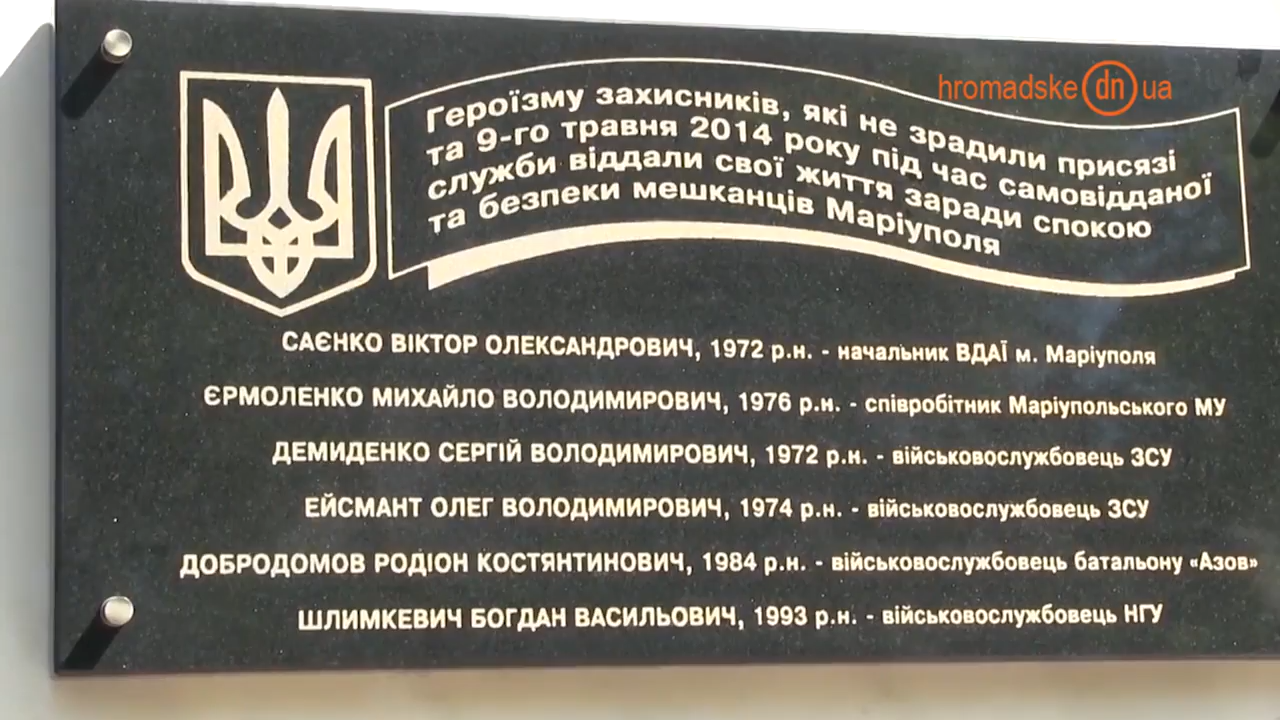 hromadske dn ua
Героїзму захисників, які не зрадили присязі
та 9-го травня 2014 року під час самовідданої
служби віддали свої життя заради спокою
та безпеки мешканців Маріуполя
САЄНКО ВІКТОР ОЛЕКСАНДРОВИЧ, 1972 р.н. - начальник ВДАЇ м. Маріуполя
ЄРМОЛЕНКО МИХАЙЛО ВОЛОДИМИРОВИЧ, 1976 р.н. - співробітник Маріупольського МУ
ДЕМИДЕНКО СЕРГІЙ ВОЛОДИМИРОВИЧ, 1972 р.н. - військовослужбовець ЗСУ
ЕЙСМАНТ ОЛЕГ ВОЛОДИМИРОВИЧ, 1974 р.н. - військовослужбовець ЗСУ
ДОБРОДОМОВ РОДІОН КОСТЯНТИНОВИЧ, 1984 р.н. - військовослужбовець батальону «Азов»
ШЛИМКЕВИЧ БОГДАН ВАСИЛЬОВИЧ, 1993 р.н. - військовослужбовець НГУ